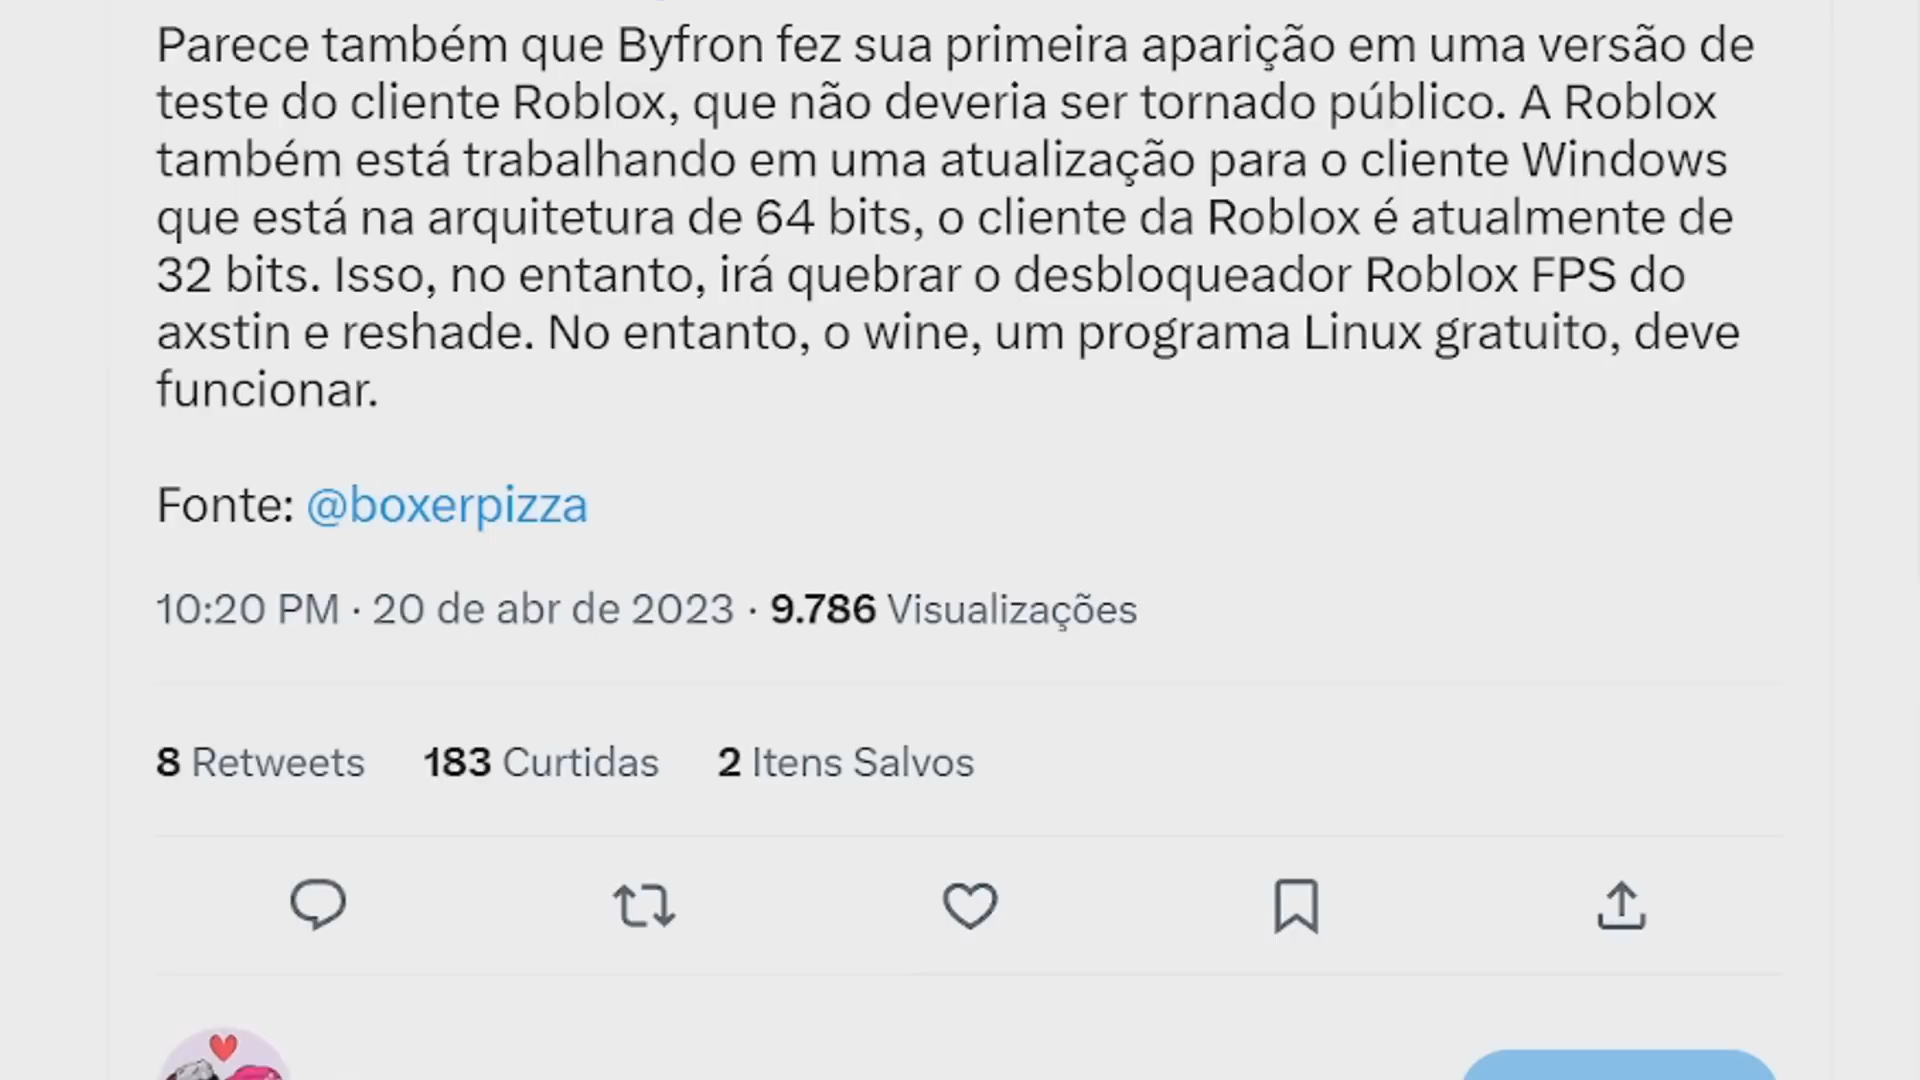 Parece também que Byfron fez sua primeira aparição em uma versão de
teste do cliente Roblox, que não deveria ser tornado público. A Roblox
também está trabalhando em uma atualização para o cliente Windows
que está na arquitetura de 64 bits, o cliente da Roblox é atualmente de
32 bits. Isso, no entanto, irá quebrar o desbloqueador Roblox FPS do
axstin e reshade. No entanto, o wine, um programa Linux gratuito, deve
funcionar.
Fonte: @boxerpizza
10:20 PM · 20 de abr de 2023 · 9.786 Visualizações
8 Retweets 183 Curtidas 2 Itens Salvos